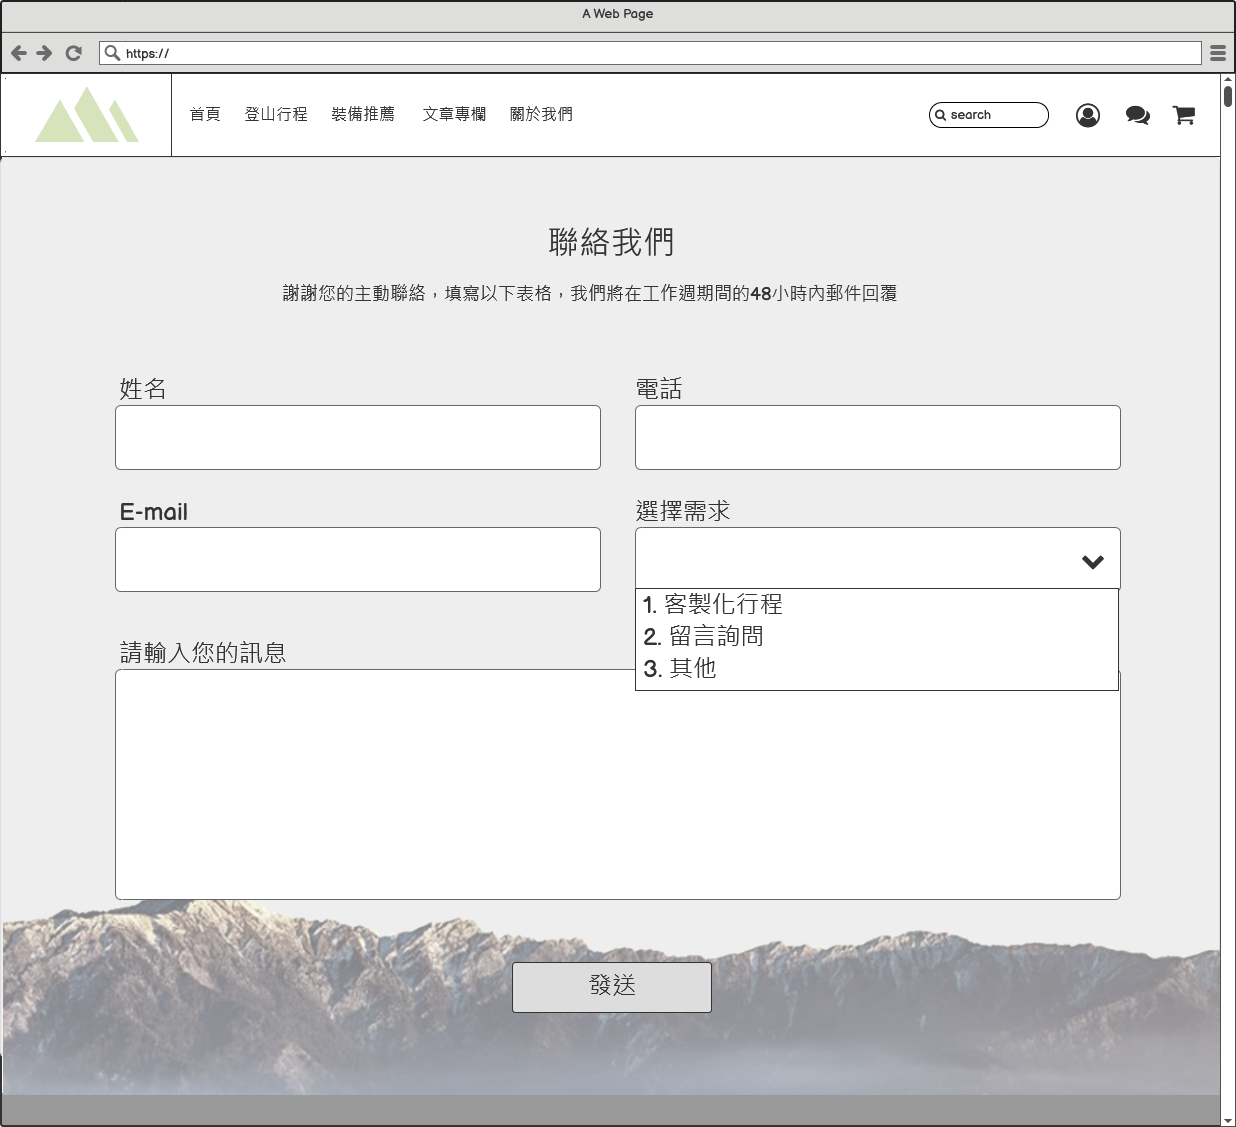 A Web Page
https://
首頁 登山行程 裝備推薦 文章專欄 關於我們 search
聯絡我們
謝謝您的主動聯絡，填寫以下表格，我們將在工作週期間的48小時內郵件回覆
姓名 電話
E-mail 選擇需求
1. 客製化行程
2. 留言詢問
3. 其他
請輸入您的訊息
發送